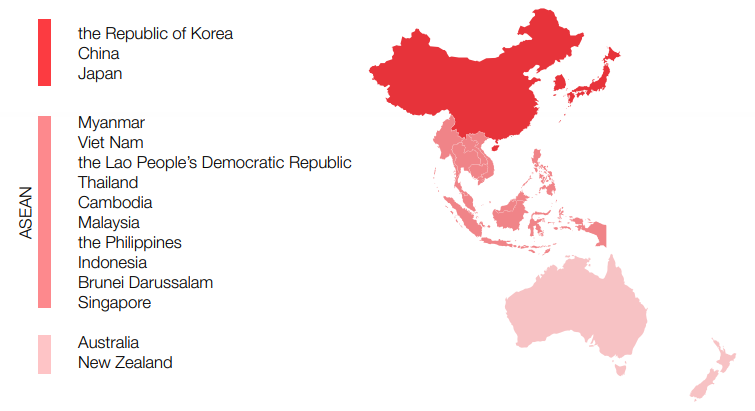 the Republic of Korea
China
Japan
ASEAN
Myanmar
Viet Nam
the Lao People’s Democratic Republic
Thailand
Cambodia
Malaysia
the Philippines
Indonesia
Brunei Darussalam
Singapore
Australia
New Zealand